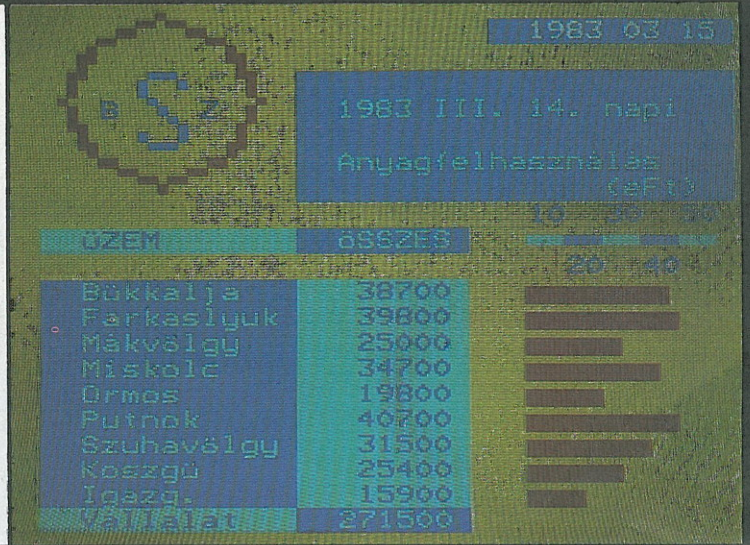 1983 03 15
B S Z
1983 III. 14. napi
Anyagfelhasználás
(eFt)
10 30 50
ÜZEM ÖSSZES
20 40
Bükkalja 38700
Farkaslyuk 39800
Mákvölgy 25000
Miskolc 34700
Ormos 19800
Putnok 40700
Szuhavölgy 31500
Koszgü 25400
Igazg. 15900
Vállalat 271500